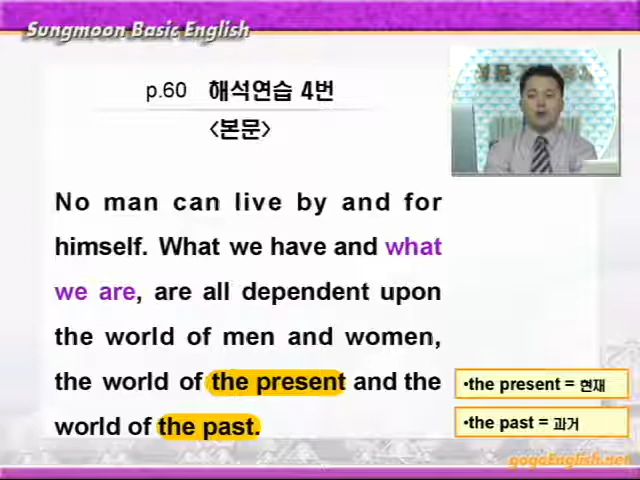 Sungmoon Basic English
p.60 해석연습 4번
<본문>
No man can live by and for
himself. What we have and what
we are, are all dependent upon
the world of men and women,
the world of the present and the
world of the past.
•the present = 현재
•the past = 과거
gogoEnglish.net